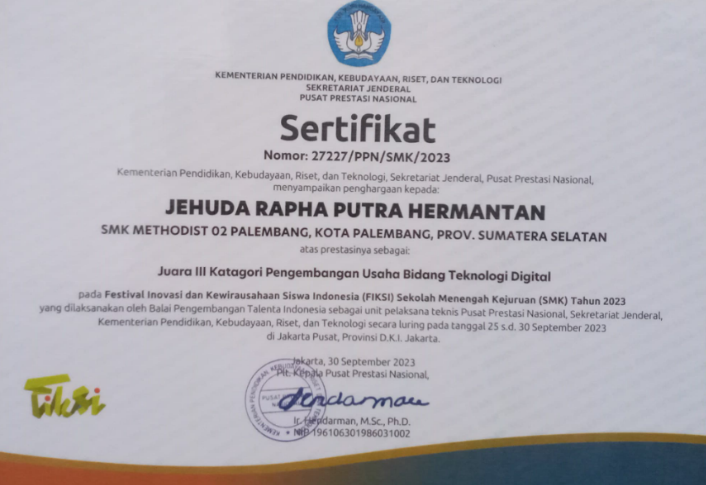 KEMENTERIAN PENDIDIKAN, KEBUDAYAAN, RISET, DAN TEKNOLOGI
SEKRETARIAT JENDERAL
PUSAT PRESTASI NASIONAL
Sertifikat
Nomor: 27227/PPN/SMK/2023
Kementerian Pendidikan, Kebudayaan, Riset, dan Teknologi, Sekretariat Jenderal, Pusat Prestasi Nasional,
menyampaikan penghargaan kepada:
JEHUDA RAPHA PUTRA HERMANTAN
SMK METHODIST 02 PALEMBANG, KOTA PALEMBANG, PROV. SUMATERA SELATAN
atas prestasinya sebagai:
Juara III Katagori Pengembangan Usaha Bidang Teknologi Digital
pada Festival Inovasi dan Kewirausahaan Siswa Indonesia (FIKSI) Sekolah Menengah Kejuruan (SMK) Tahun 2023
yang dilaksanakan oleh Balai Pengembangan Talenta Indonesia sebagai unit pelaksana teknis Pusat Prestasi Nasional, Sekretariat Jenderal,
Kementerian Pendidikan, Kebudayaan, Riset, dan Teknologi secara luring pada tanggal 25 s.d. 30 September 2023
di Jakarta Pusat, Provinsi D.K.I. Jakarta.
Jakarta, 30 September 2023
Plt. Kepala Pusat Prestasi Nasional,
Hendarman
Ir. Hendarman, M.Sc., Ph.D.
NIP 196106301986031002
Fiksi